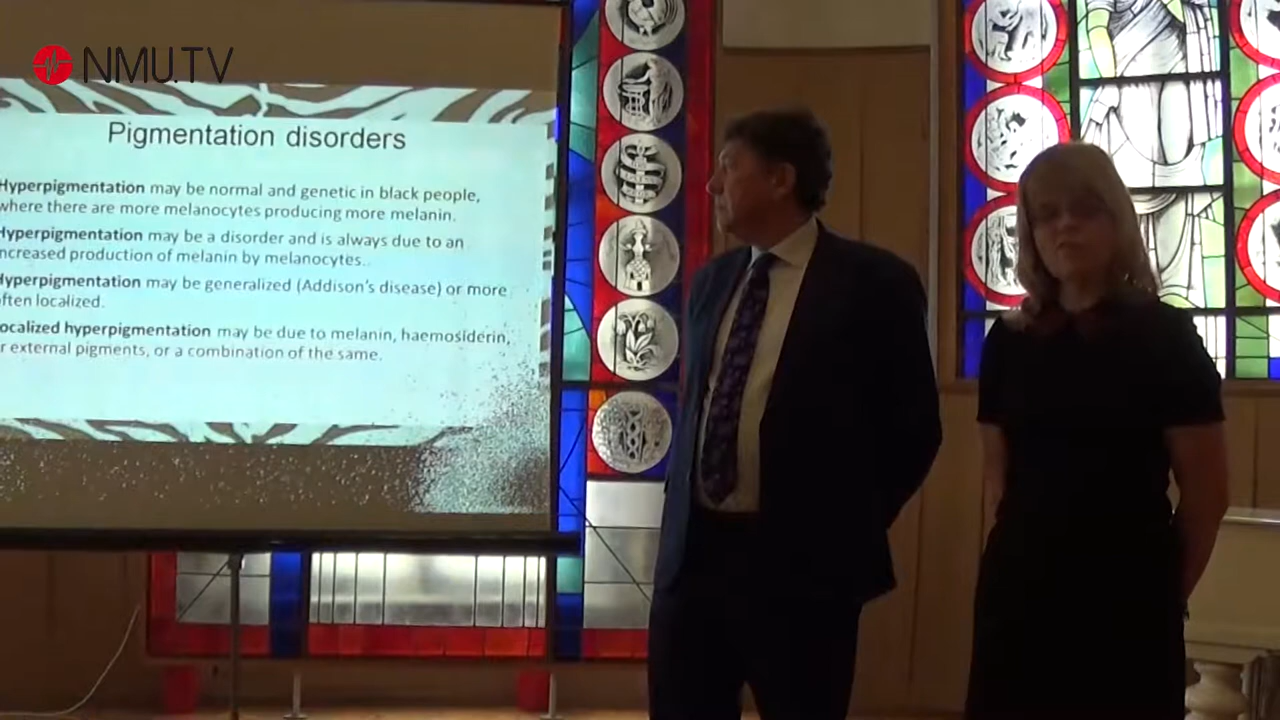 NMU.TV
Pigmentation disorders
Hyperpigmentation may be normal and genetic in black people,
where there are more melanocytes producing more melanin.
Hyperpigmentation may be a disorder and is always due to an
increased production of melanin by melanocytes..
Hyperpigmentation may be generalized (Addison's disease) or more
often localized.
ocalized hyperpigmentation may be due to melanin, haemosiderin,
r external pigments, or a combination of the same.